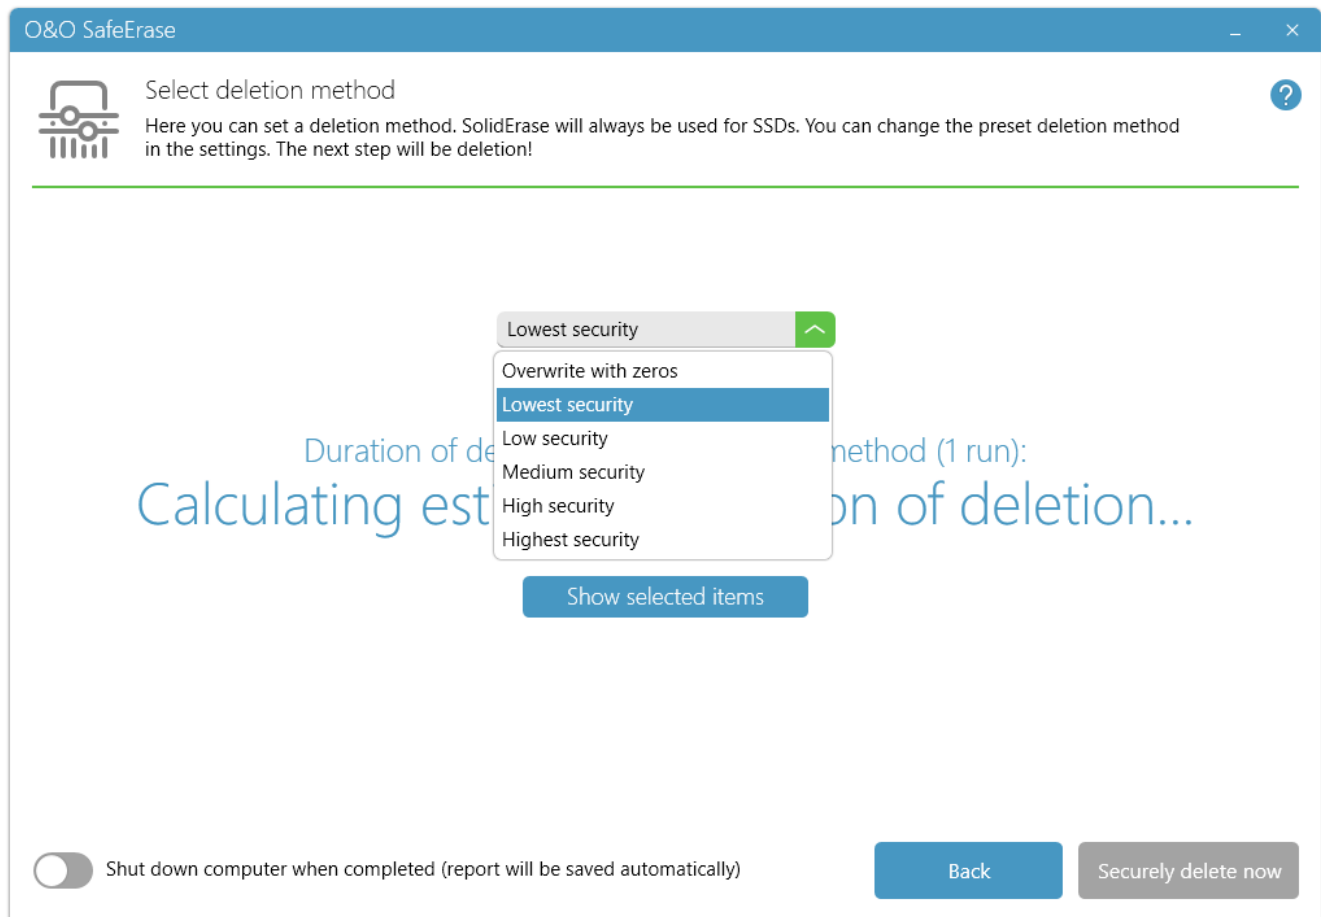 O&O SafeErase
Select deletion method
?
Here you can set a deletion method. SolidErase will always be used for SSDs. You can change the preset deletion method
in the settings. The next step will be deletion!
Lowest security
Overwrite with zeros
Lowest security
Low security
Medium security
High security
Highest security
Duration of de method (1 run):
Calculating est on of deletion...
Show selected items
Shut down computer when completed (report will be saved automatically)
Back
Securely delete now